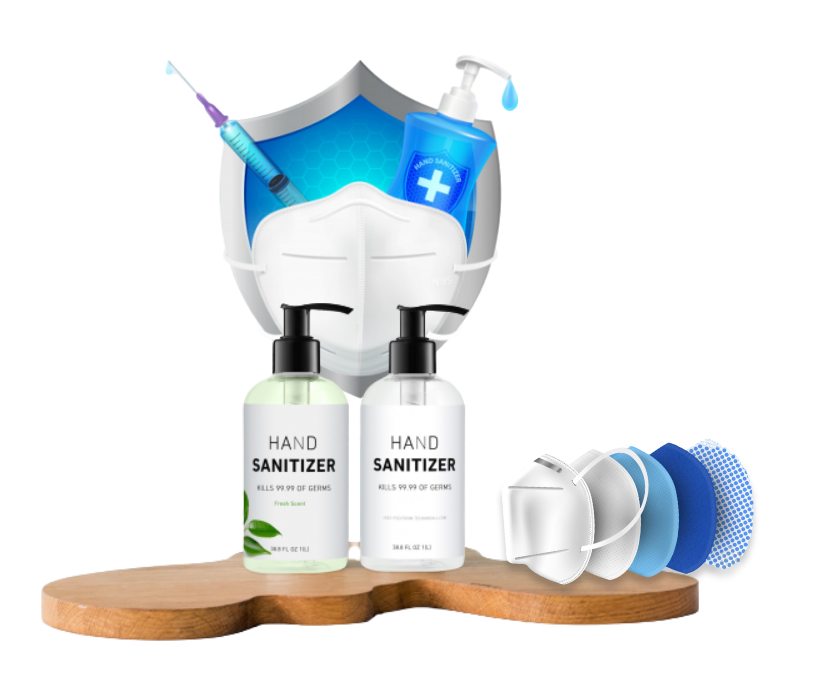 HAND SANITIZER
HAND
SANITIZER
KILLS 99.99 OF GERMS
Fresh Scent
HAND
SANITIZER
KILLS 99.99 OF GERMS